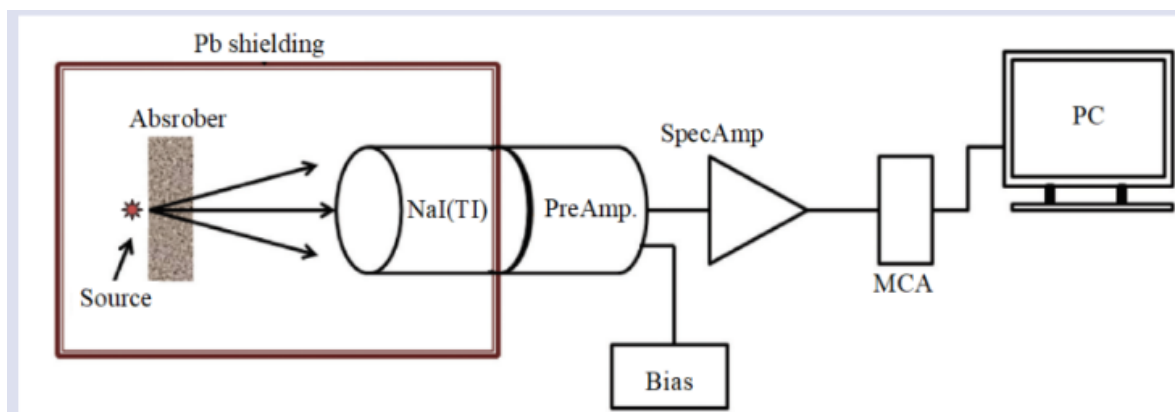 Pb shielding
Absrober
SpecAmp
PC
NaI(TI)
PreAmp.
Source
MCA
Bias